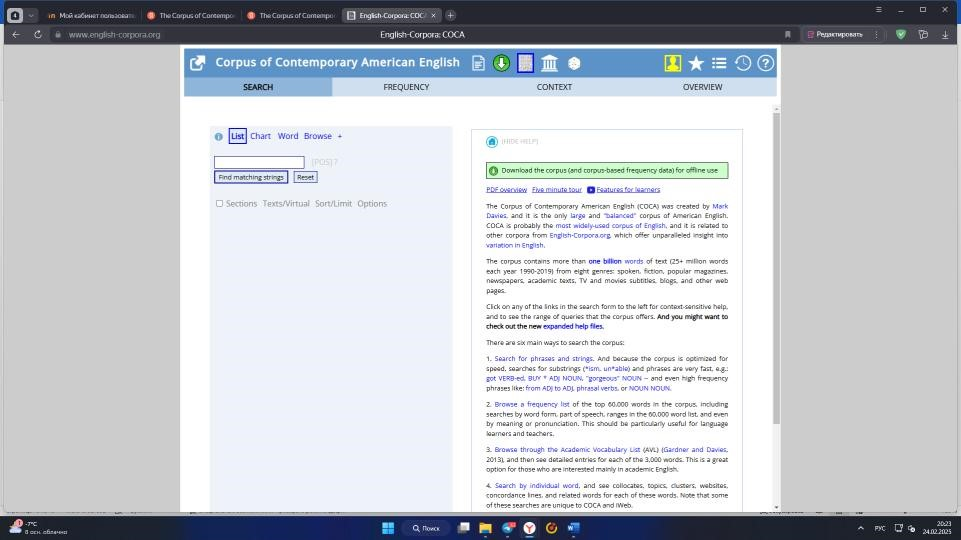 4
Мой кабинет пользовате
The Corpus of Contempo
The Corpus of Contempo
English-Corpora: COCA
www.english-corpora.org
English-Corpora: COCA
Редактировать
Corpus of Contemporary American English
SEARCH
FREQUENCY
CONTEXT
OVERVIEW
List Chart Word Browse +
[POS] ?
Find matching strings
Reset
Sections Texts/Virtual Sort/Limit Options
[HIDE HELP]
Download the corpus (and corpus-based frequency data) for offline use
PDF overview Five minute tour Features for learners
The Corpus of Contemporary American English (COCA) was created by Mark
Davies, and it is the only large and "balanced" corpus of American English.
COCA is probably the most widely-used corpus of English, and it is related to
other corpora from English-Corpora.org, which offer unparalleled insight into
variation in English.
The corpus contains more than one billion words of text (25+ million words
each year 1990-2019) from eight genres: spoken, fiction, popular magazines,
newspapers, academic texts, TV and movies subtitles, blogs, and other web
pages.
Click on any of the links in the search form to the left for context-sensitive help,
and to see the range of queries that the corpus offers. And you might want to
check out the new expanded help files.
There are six main ways to search the corpus:
1. Search for phrases and strings. And because the corpus is optimized for
speed, searches for substrings (*ism, un*able) and phrases are very fast, e.g.:
got VERB-ed, BUY * ADJ NOUN, "gorgeous" NOUN -- and even high frequency
phrases like: from ADJ to ADJ, phrasal verbs, or NOUN NOUN.
2. Browse a frequency list of the top 60,000 words in the corpus, including
searches by word form, part of speech, ranges in the 60,000 word list, and even
by meaning or pronunciation. This should be particularly useful for language
learners and teachers.
3. Browse through the Academic Vocabulary List (AVL) (Gardner and Davies,
2013), and then see detailed entries for each of the 3,000 words. This is a great
option for those who are interested mainly in academic English.
4. Search by individual word, and see collocates, topics, clusters, websites,
concordance lines, and related words for each of these words. Note that some
of these searches are unique to COCA and iWeb.
-7°C
В осн. облачно
Поиск
РУС
20:23
24.02.2025